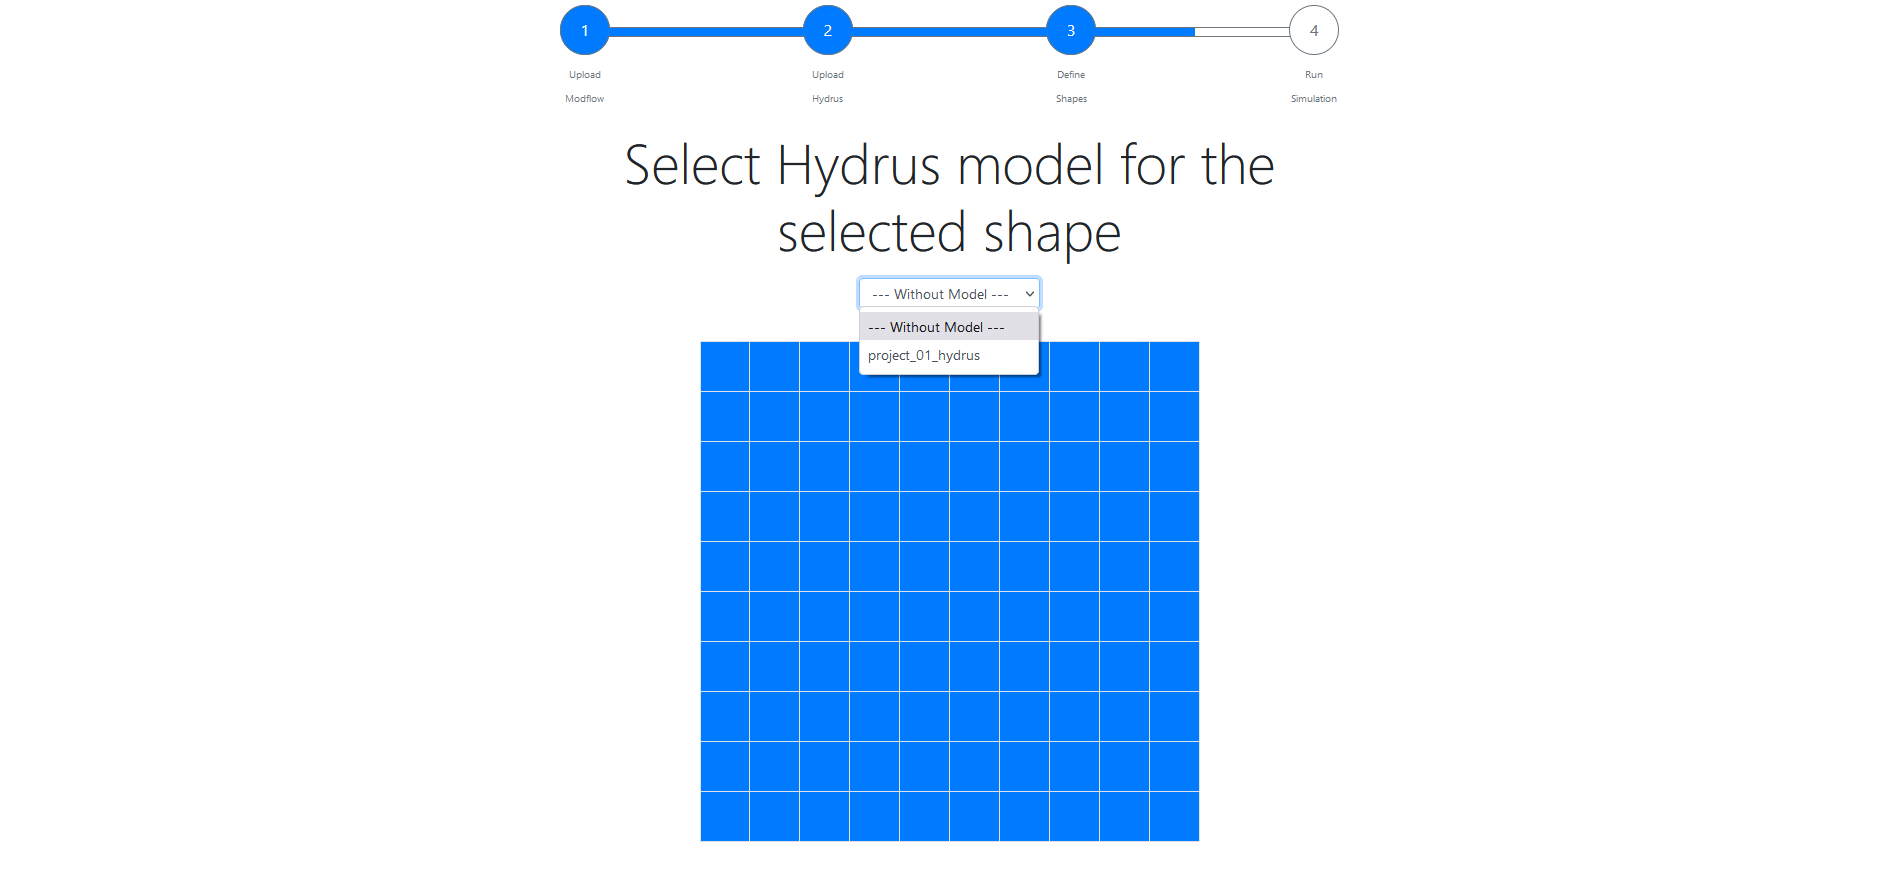 1 2 3 4
Upload Modflow
Upload Hydrus
Define Shapes
Run Simulation
Select Hydrus model for the
selected shape
--- Without Model ---
--- Without Model ---
project_01_hydrus